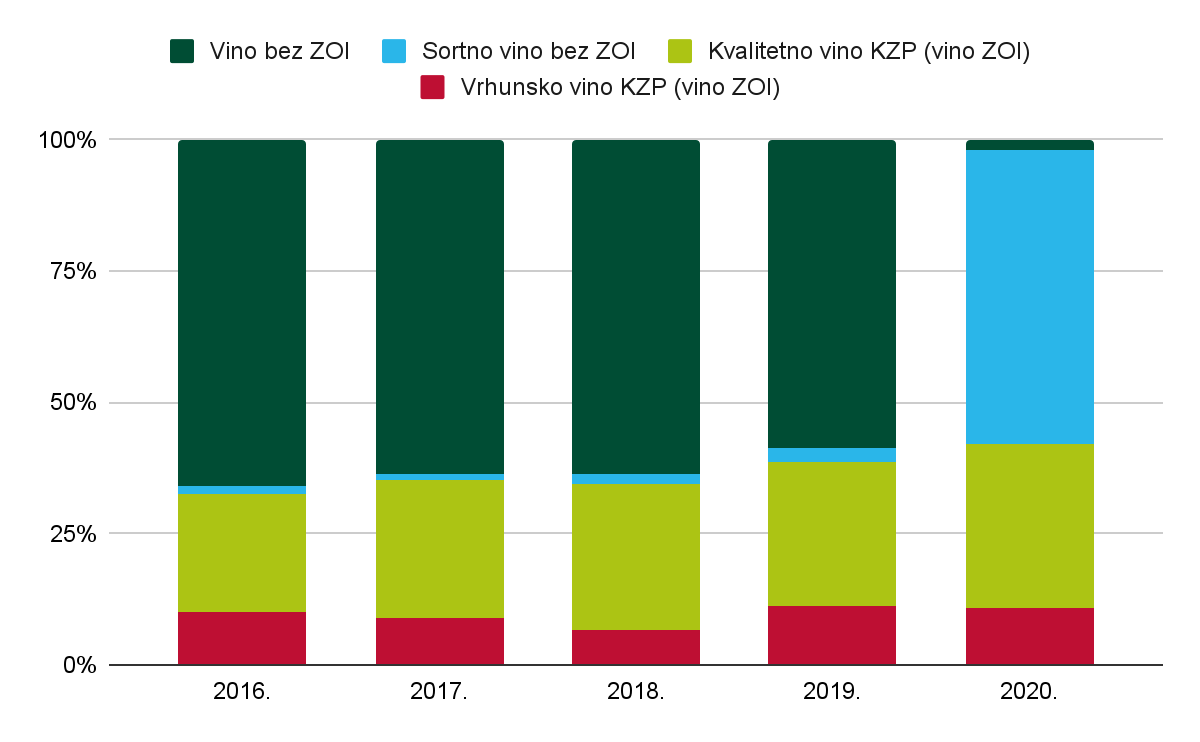 Vino bez ZOI Sortno vino bez ZOI Kvalitetno vino KZP (vino ZOI)
Vrhunsko vino KZP (vino ZOI)
100%
75%
50%
25%
0%
2016. 2017. 2018. 2019. 2020.